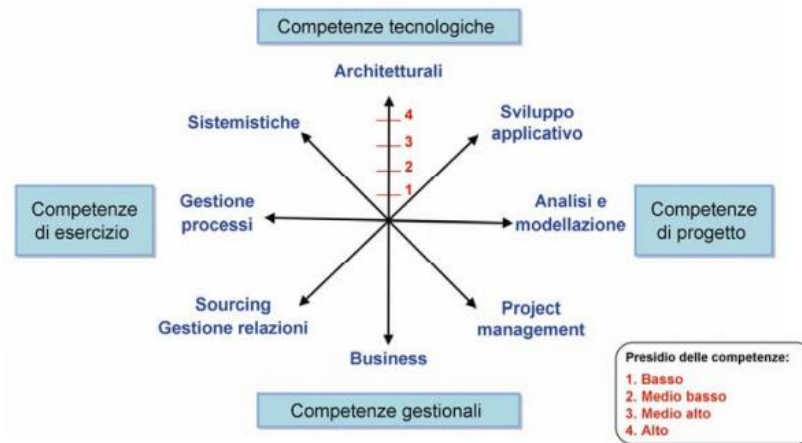 Competenze tecnologiche
Architetturali
Sistemistiche
Sviluppo
applicativo
4
3
2
1
Competenze
di esercizio
Gestione
processi
Analisi e
modellazione
Competenze
di progetto
Sourcing
Gestione relazioni
Project
management
Business
Competenze gestionali
Presidio delle competenze:
1. Basso
2. Medio basso
3. Medio alto
4. Alto